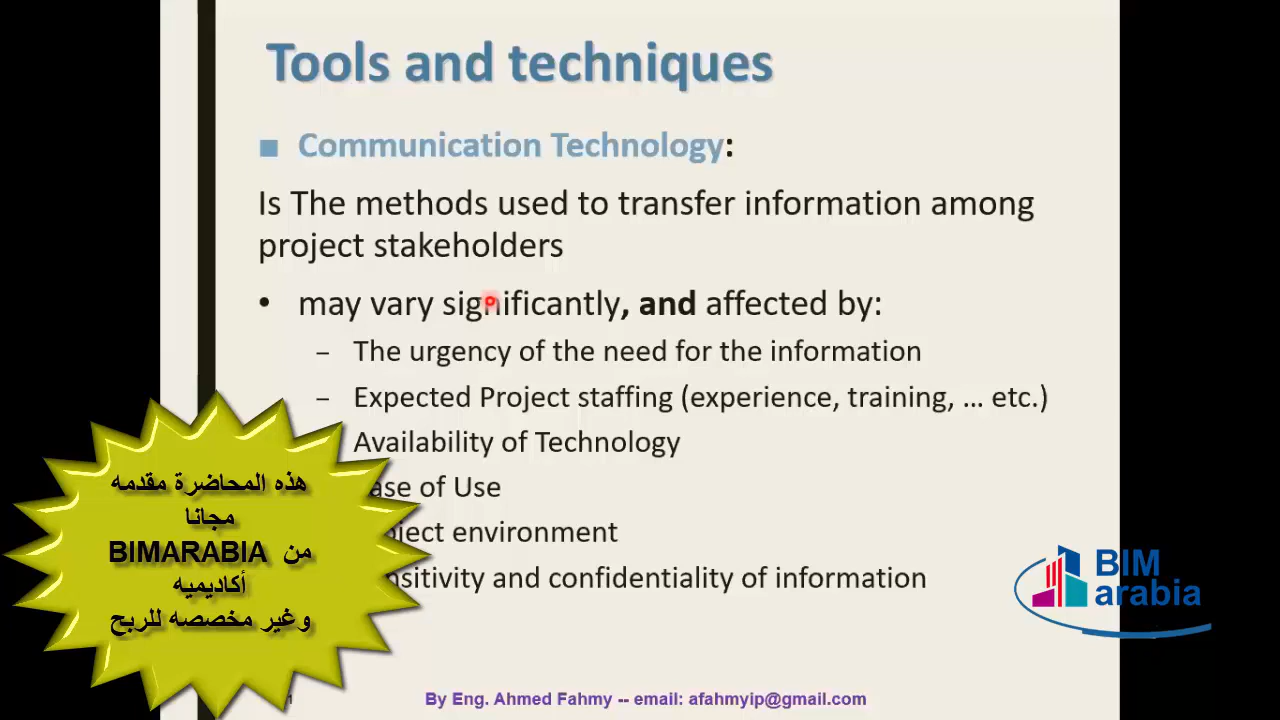 Tools and techniques
■ Communication Technology:
Is The methods used to transfer information among
project stakeholders
• may vary significantly, and affected by:
– The urgency of the need for the information
– Expected Project staffing (experience, training, … etc.)
Availability of Technology
ase of Use
ject environment
nsitivity and confidentiality of information
هذه المحاضرة مقدمه
مجانا
من BIMARABIA
أكاديميه
وغير مخصصه للربح
BIM
arabia
1
By Eng. Ahmed Fahmy -- email: afahmyip@gmail.com